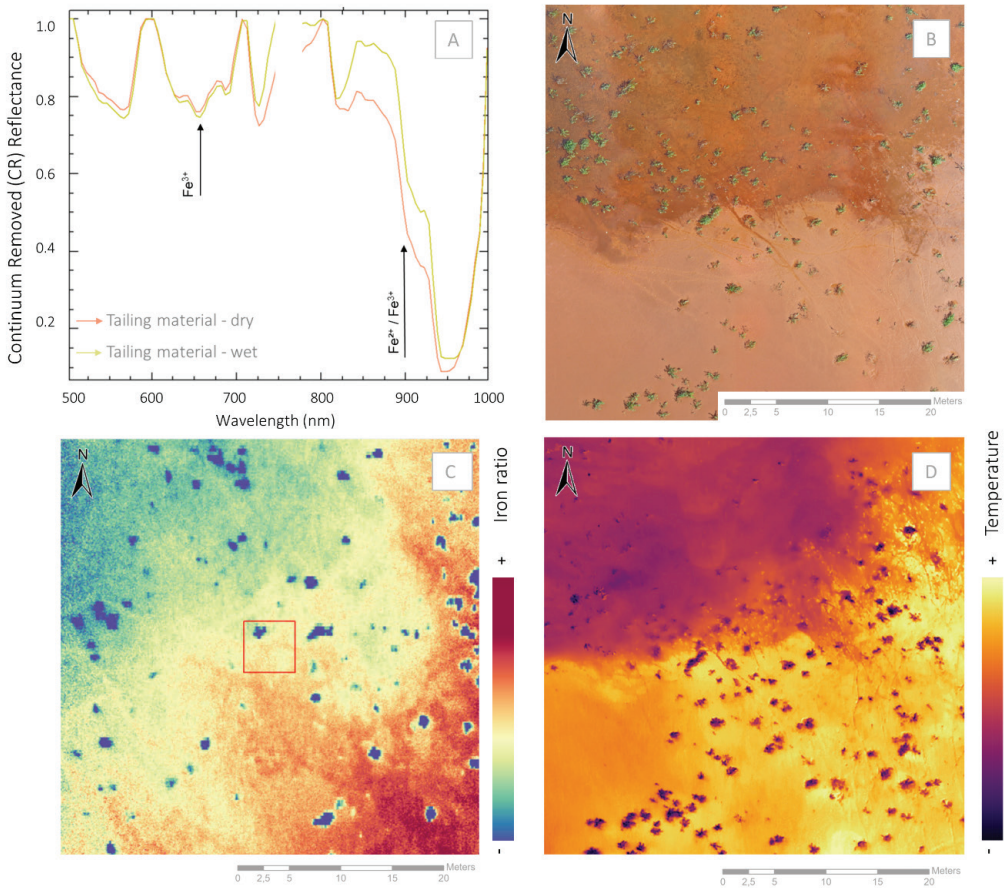 A
Continuum Removed (CR) Reflectance
1.0
0.8
0.6
0.4
0.2
Fe³⁺
Fe²⁺ / Fe³⁺
Tailing material - dry
Tailing material - wet
500 600 700 800 900 1000
Wavelength (nm)
N
B
Meters
0 2,5 5 10 15 20
N
C
Iron ratio
+
-
Meters
0 2,5 5 10 15 20
N
D
Temperature
+
-
Meters
0 2,5 5 10 15 20